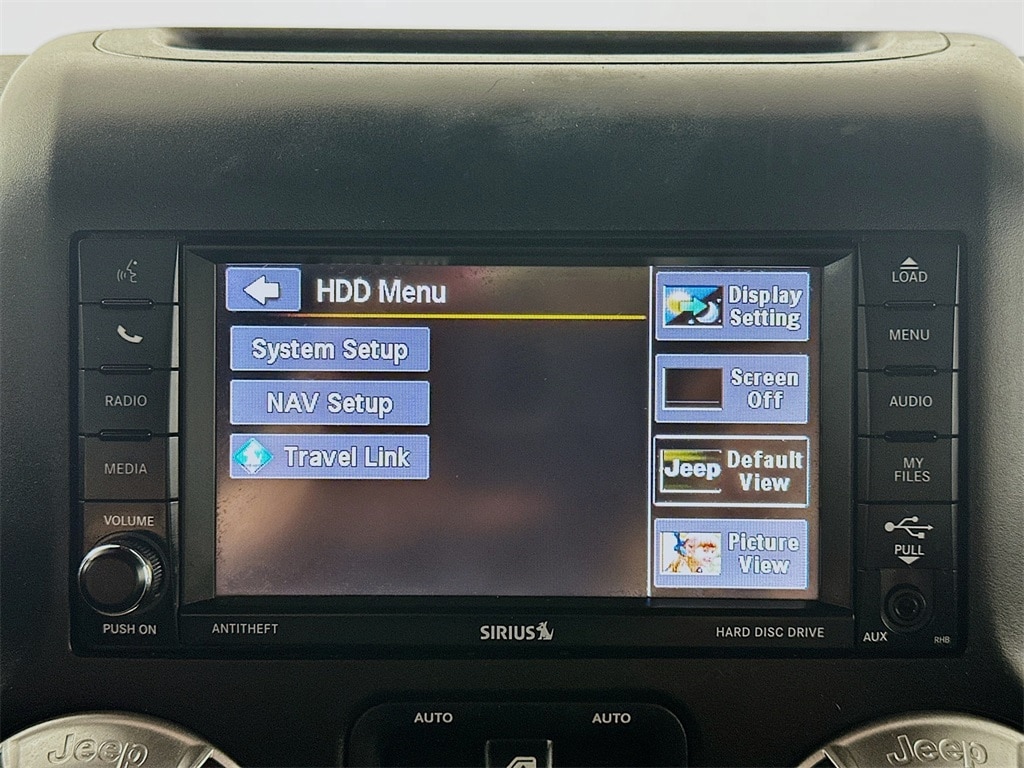 HDD Menu
System Setup
NAV Setup
Travel Link
Display
Setting
Screen
Off
Jeep
Default
View
Picture
View
RADIO
MEDIA
VOLUME
PUSH ON
LOAD
MENU
AUDIO
MY
FILES
PULL
AUX
RHB
ANTITHEFT
SIRIUS
HARD DISC DRIVE
AUTO
AUTO
Jeep
Jeep